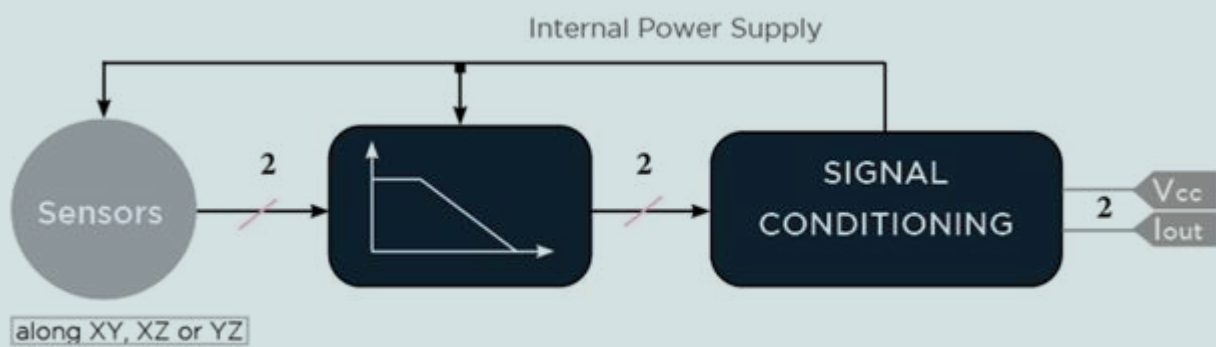 Internal Power Supply
Sensors
2
2
SIGNAL
CONDITIONING
2
Vcc
Iout
along XY, XZ or YZ